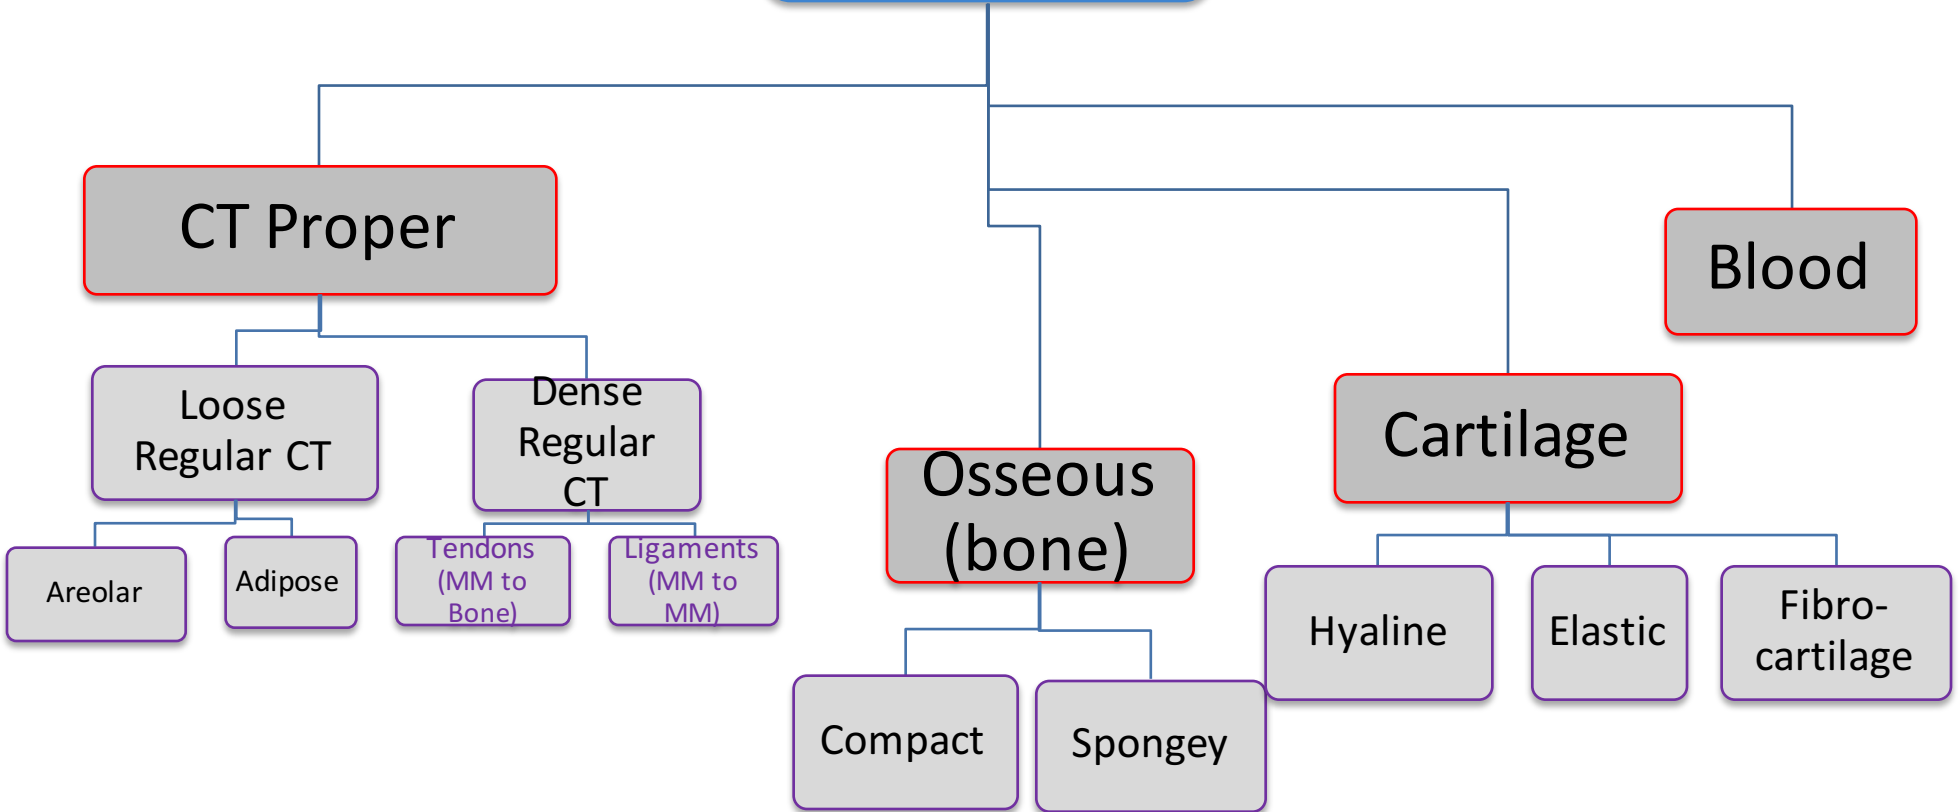 CT Proper
Blood
Loose
Regular CT
Dense
Regular
CT
Osseous
(bone)
Cartilage
Areolar
Adipose
Tendons
(MM to
Bone)
Ligaments
(MM to
MM)
Compact
Spongey
Hyaline
Elastic
Fibro-
cartilage